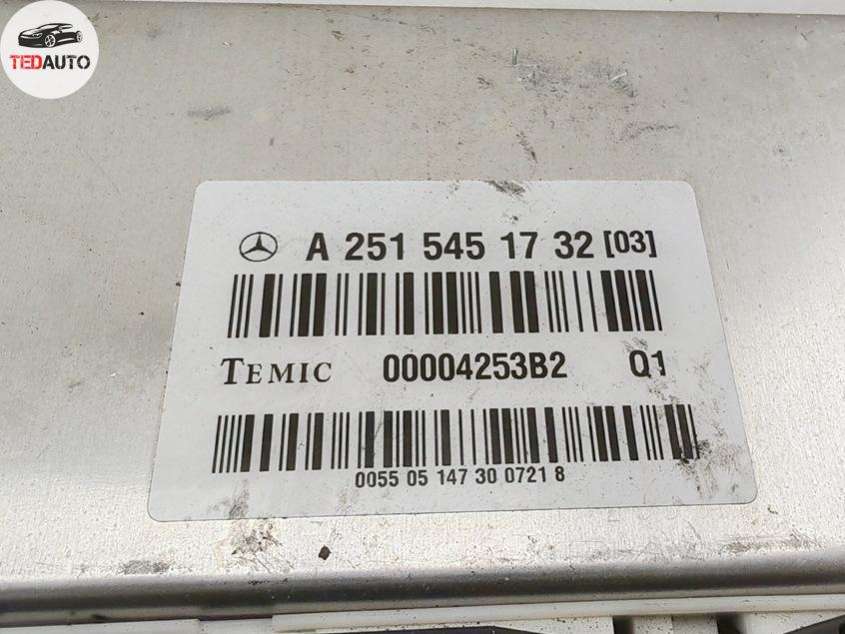 TEDAUTO
A 251 545 17 32 [03]
TEMIC 00004253B2 Q1
0055 05 147 30 0721 8